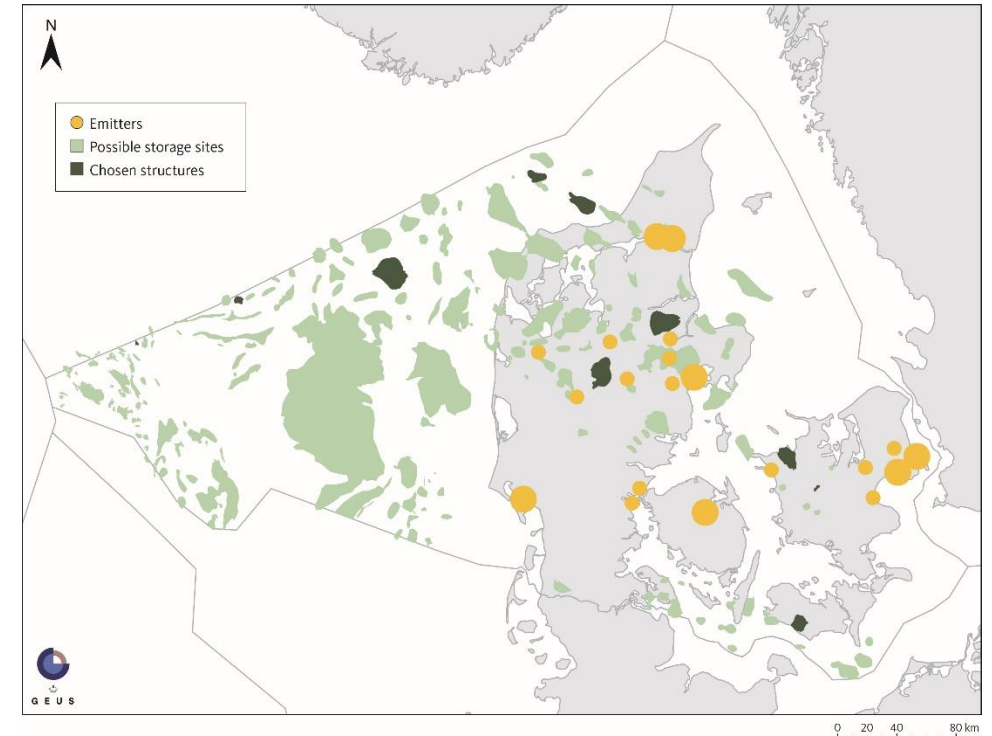 N
Emitters
Possible storage sites
Chosen structures
GEUS
0 20 40 80 km